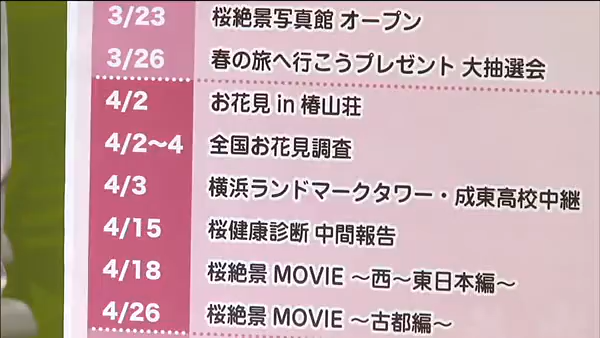 3/23 桜絶景写真館 オープン
3/26 春の旅へ行こうプレゼント 大抽選会
4/2 お花見 in 椿山荘
4/2〜4 全国お花見調査
4/3 横浜ランドマークタワー・成東高校中継
4/15 桜健康診断 中間報告
4/18 桜絶景 MOVIE 〜西〜東日本編〜
4/26 桜絶景 MOVIE 〜古都編〜